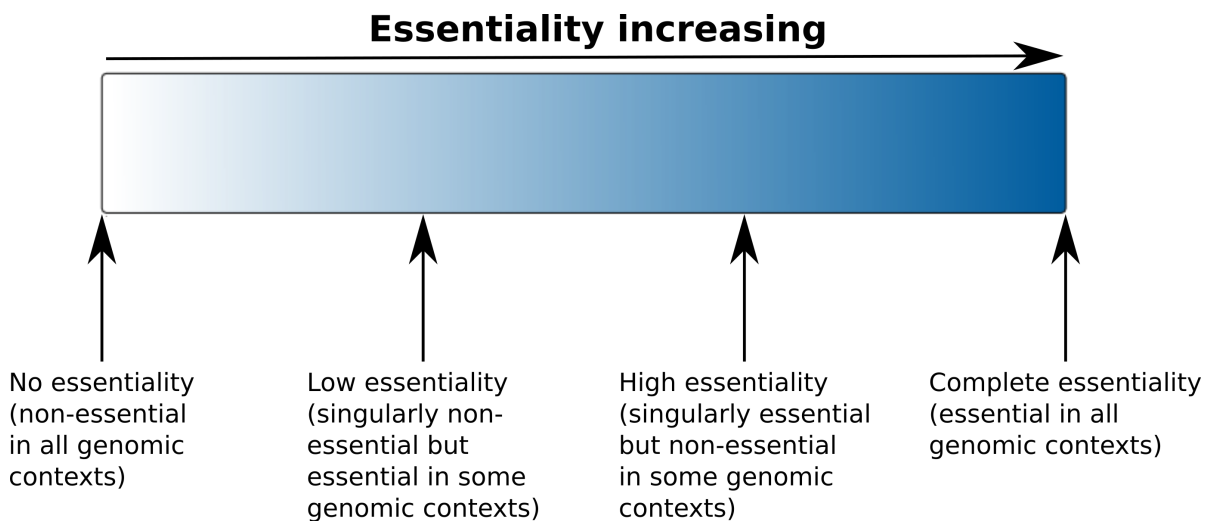 Essentiality increasing
No essentiality
(non-essential
in all genomic
contexts)
Low essentiality
(singularly non-
essential but
essential in some
genomic contexts)
High essentiality
(singularly essential
but non-essential
in some genomic
contexts)
Complete essentiality
(essential in all
genomic contexts)